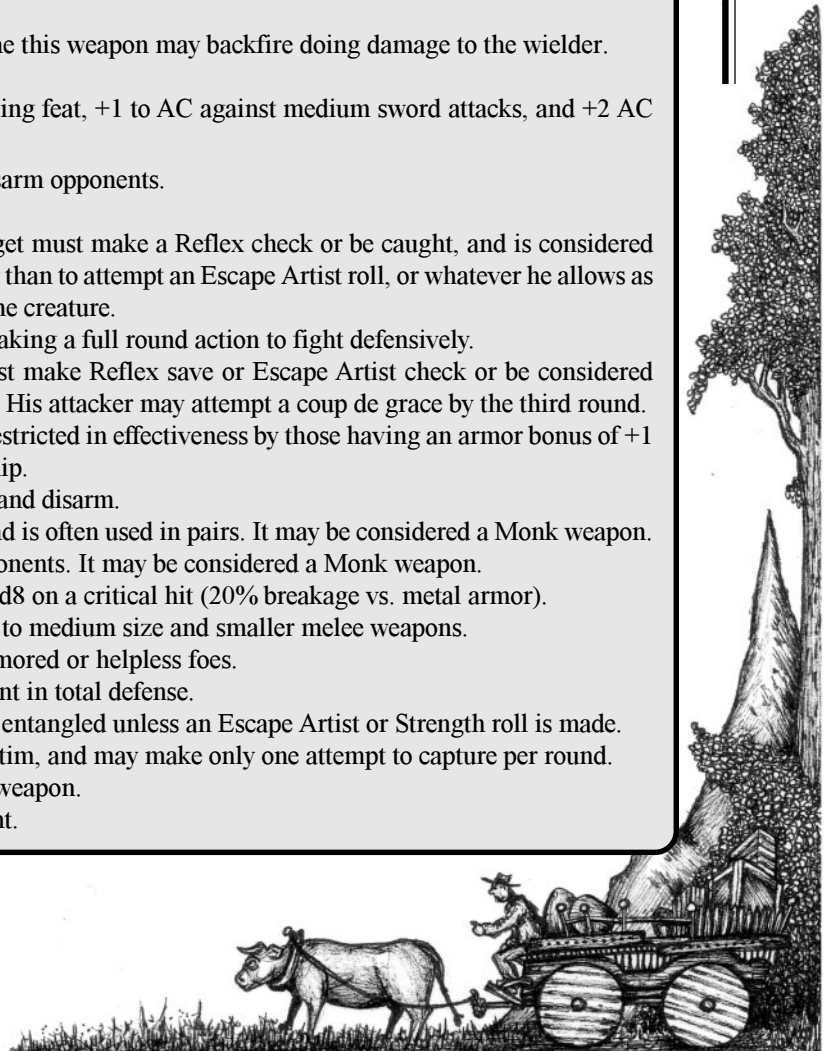 this weapon may backfire doing damage to the wielder.
ing feat, +1 to AC against medium sword attacks, and +2 AC
sarm opponents.
get must make a Reflex check or be caught, and is considered
than to attempt an Escape Artist roll, or whatever he allows as
creature.
aking a full round action to fight defensively.
st make Reflex save or Escape Artist check or be considered
His attacker may attempt a coup de grace by the third round.
estricted in effectiveness by those having an armor bonus of +1
ip.
and disarm.
nd is often used in pairs. It may be considered a Monk weapon.
onents. It may be considered a Monk weapon.
d8 on a critical hit (20% breakage vs. metal armor).
to medium size and smaller melee weapons.
mored or helpless foes.
nt in total defense.
entangled unless an Escape Artist or Strength roll is made.
tim, and may make only one attempt to capture per round.
weapon.
nt.